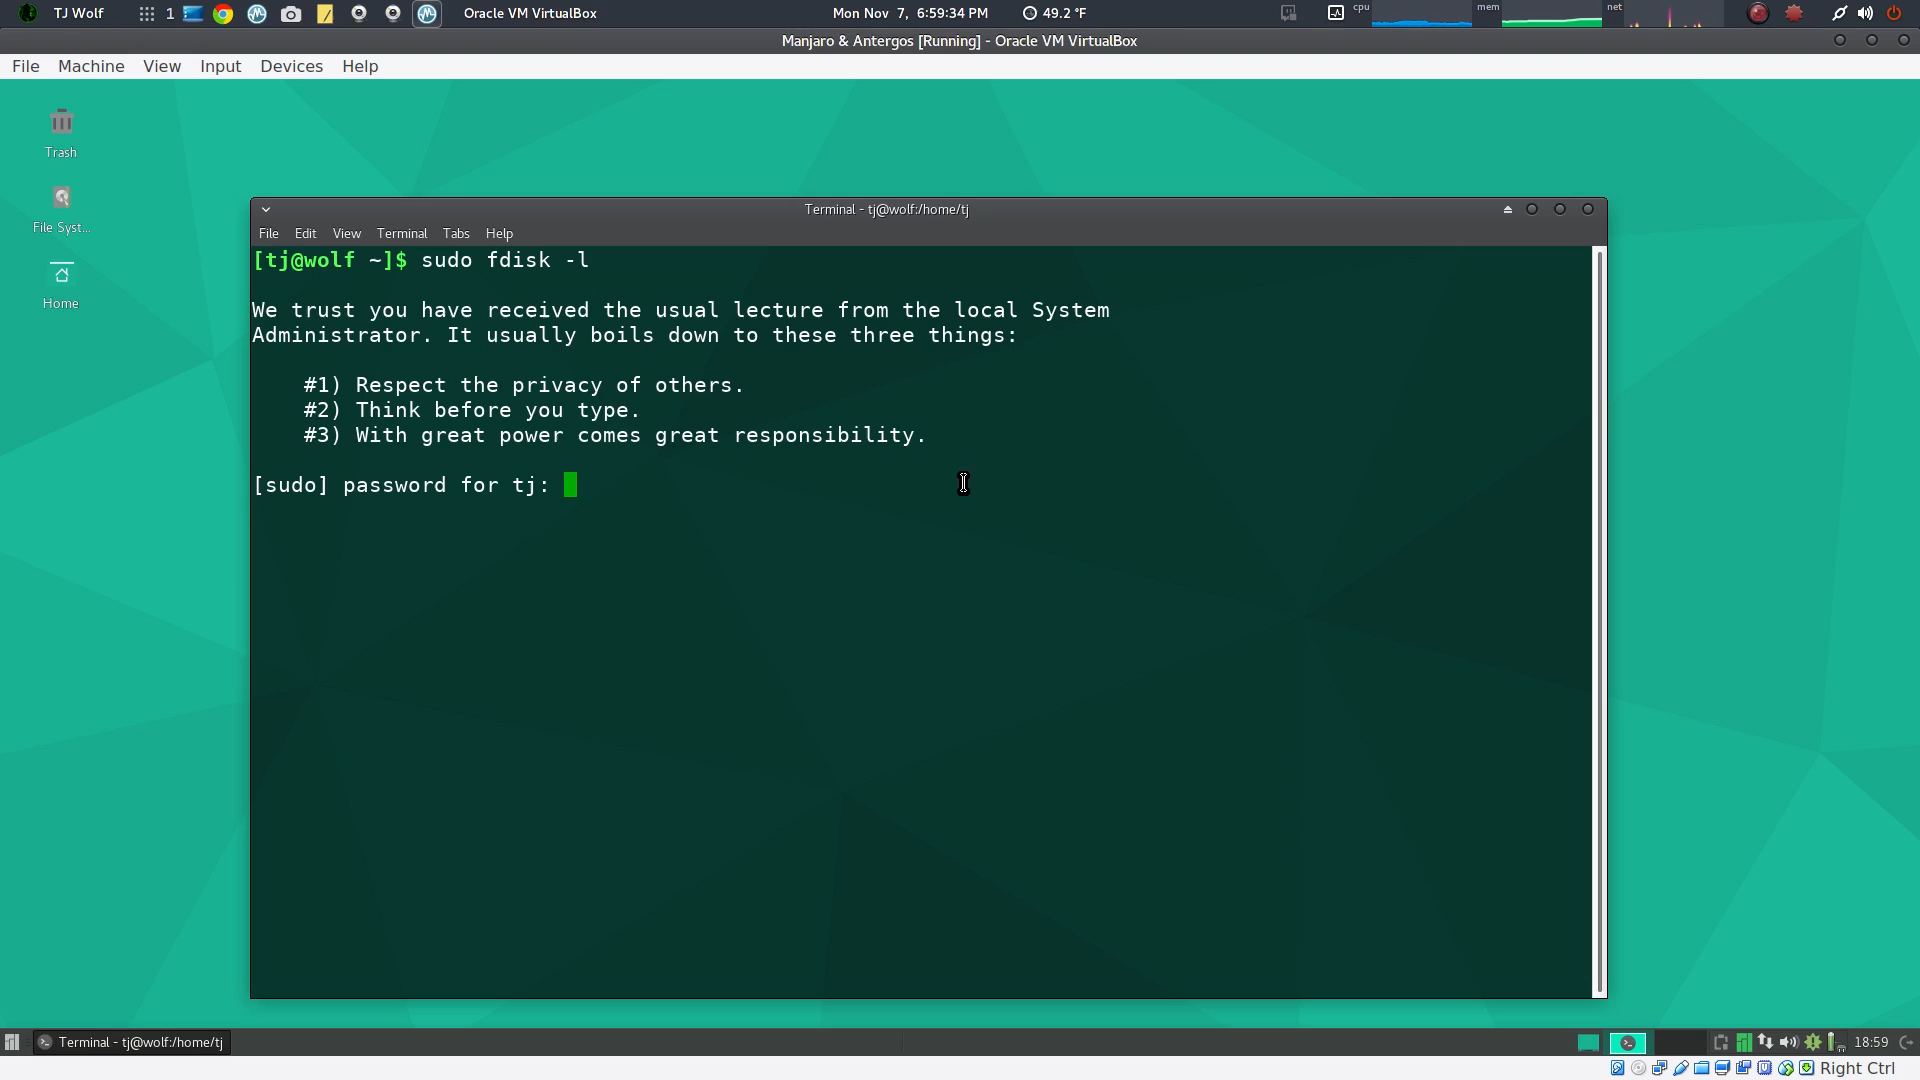 TJ Wolf 1 Oracle VM VirtualBox Mon Nov 7, 6:59:34 PM 49.2 °F cpu mem net
Manjaro & Antergos [Running] - Oracle VM VirtualBox
File Machine View Input Devices Help
Trash
File Syst...
Home
Terminal - tj@wolf:/home/tj
File Edit View Terminal Tabs Help
[tj@wolf ~]$ sudo fdisk -l
We trust you have received the usual lecture from the local System
Administrator. It usually boils down to these three things:
#1) Respect the privacy of others.
#2) Think before you type.
#3) With great power comes great responsibility.
[sudo] password for tj:
Terminal - tj@wolf:/home/tj 18:59
Right Ctrl